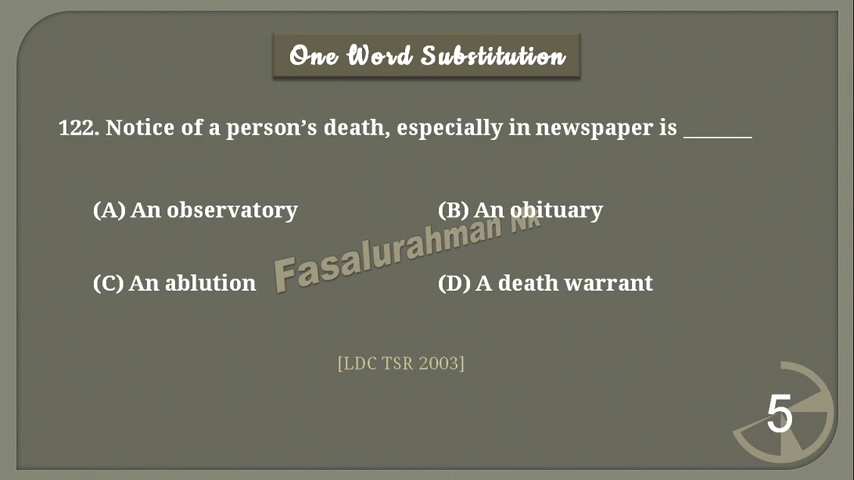 One Word Substitution
122. Notice of a person’s death, especially in newspaper is _______
(A) An observatory
(B) An obituary
Fasalurahman Nk
(C) An ablution
(D) A death warrant
[LDC TSR 2003]
5